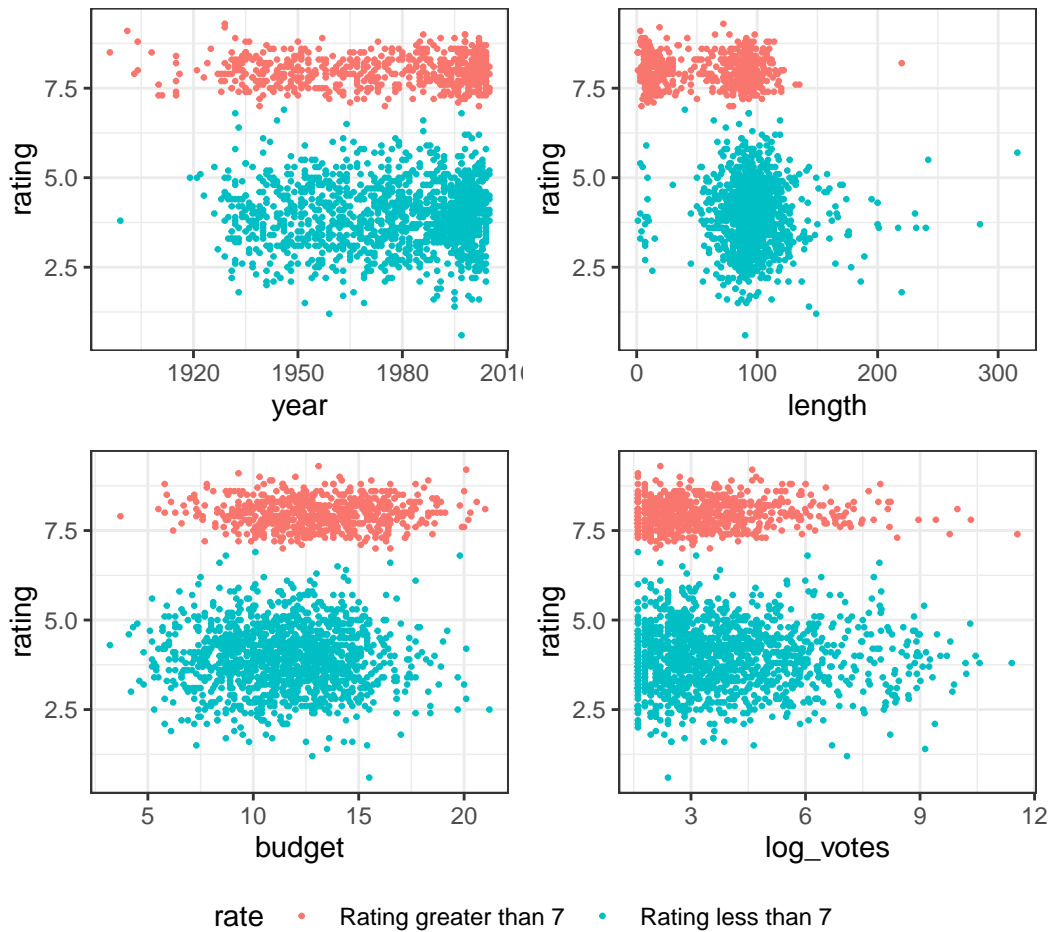 7.5
5.0
2.5
rating
1920 1950 1980 201
year
7.5
5.0
2.5
rating
0 100 200 300
length
7.5
5.0
2.5
rating
5 10 15 20
budget
7.5
5.0
2.5
rating
3 6 9 12
log_votes
rate Rating greater than 7 Rating less than 7